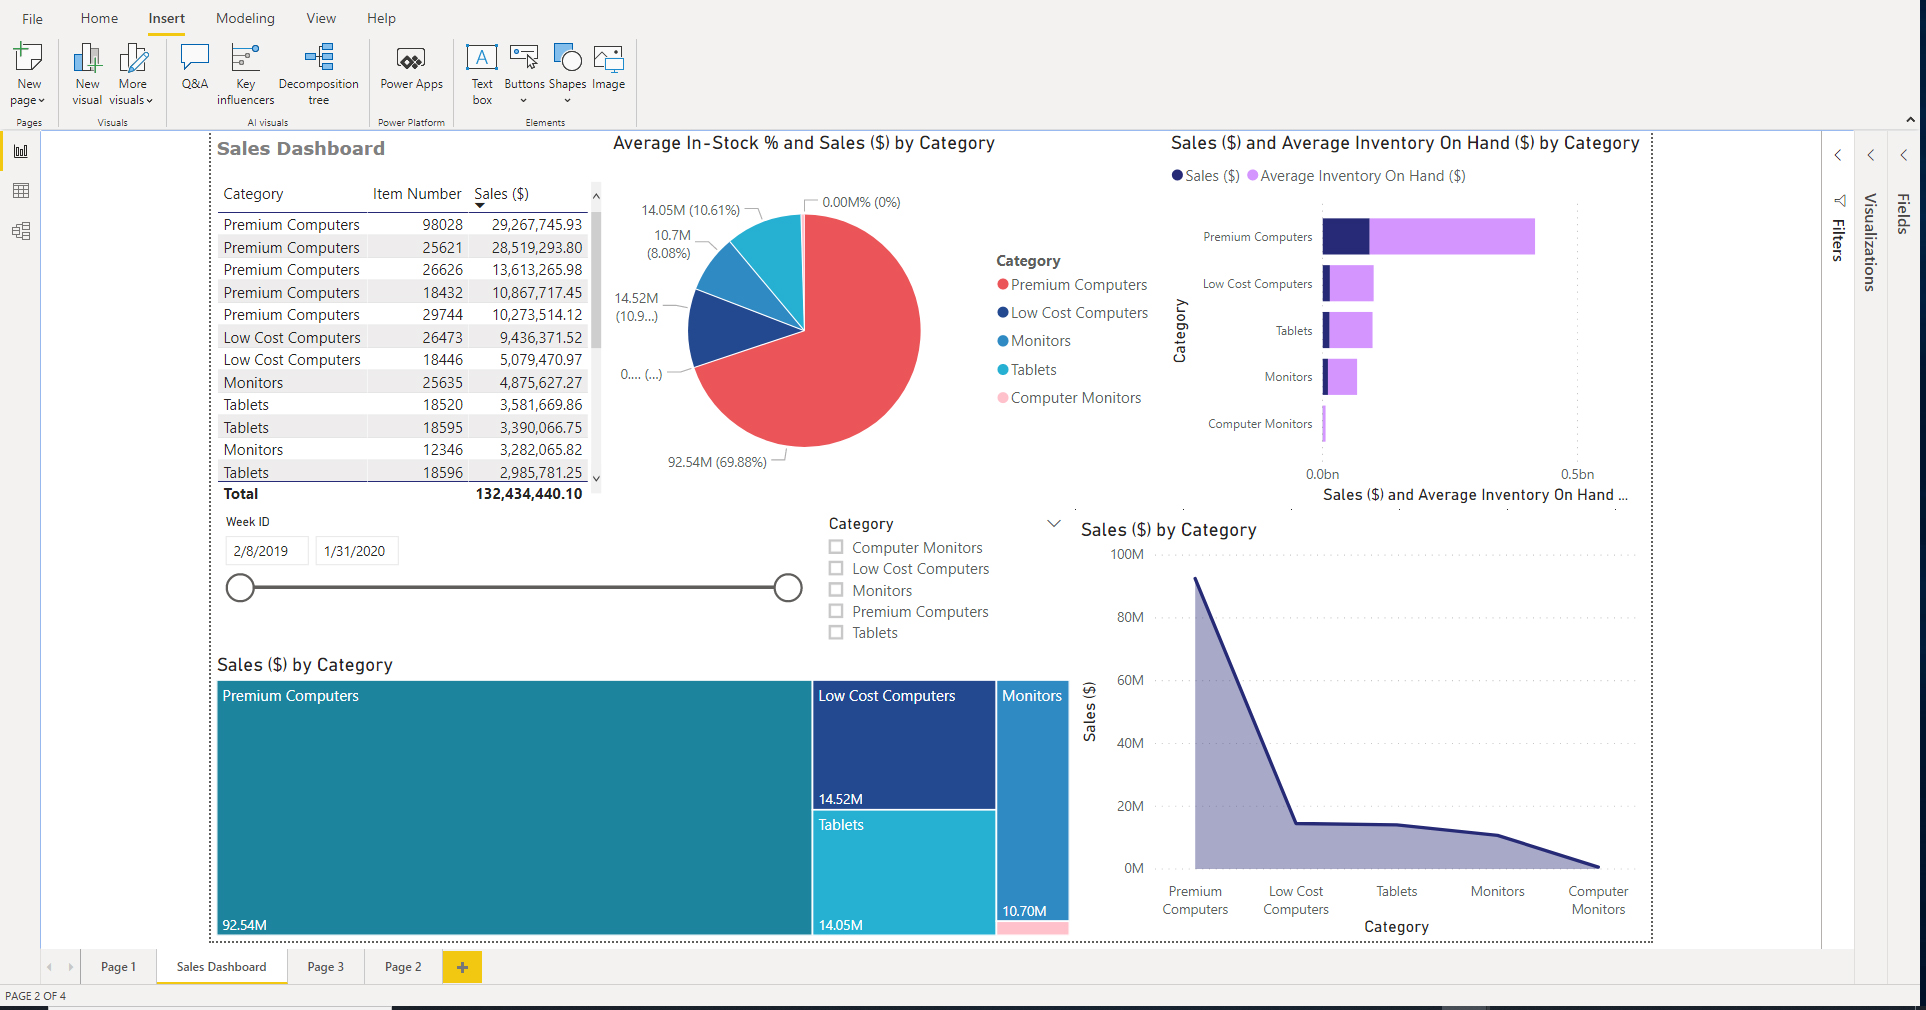 File Home Insert Modeling View Help
New page
New visual
More visuals
Q&A
Key influencers
Decomposition tree
Power Apps
Text box
Buttons
Shapes
Image
Pages
Visuals
AI visuals
Power Platform
Elements
Sales Dashboard
Category Item Number Sales ($)
Premium Computers 98028 29,267,745.93
Premium Computers 25621 28,519,293.80
Premium Computers 26626 13,613,265.98
Premium Computers 18432 10,867,717.45
Premium Computers 29744 10,273,514.12
Low Cost Computers 26473 9,436,371.52
Low Cost Computers 18446 5,079,470.97
Monitors 25635 4,875,627.27
Tablets 18520 3,581,669.86
Tablets 18595 3,390,066.75
Monitors 12346 3,282,065.82
Tablets 18596 2,985,781.25
Total 132,434,440.10
Average In-Stock % and Sales ($) by Category
0.00M% (0%)
14.05M (10.61%)
10.7M
(8.08%)
14.52M
(10.9...)
0.... (...)
92.54M (69.88%)
Category
Premium Computers
Low Cost Computers
Monitors
Tablets
Computer Monitors
Sales ($) and Average Inventory On Hand ($) by Category
Sales ($) Average Inventory On Hand ($)
Category
Premium Computers
Low Cost Computers
Tablets
Monitors
Computer Monitors
0.0bn 0.5bn
Sales ($) and Average Inventory On Hand ...
Filters
Visualizations
Fields
Week ID
2/8/2019 1/31/2020
Category
Computer Monitors
Low Cost Computers
Monitors
Premium Computers
Tablets
Sales ($) by Category
Premium Computers
92.54M
Low Cost Computers
14.52M
Tablets
14.05M
Monitors
10.70M
Sales ($) by Category
Sales ($)
100M
80M
60M
40M
20M
0M
Premium Computers
Low Cost Computers
Tablets
Monitors
Computer Monitors
Category
Page 1 Sales Dashboard Page 3 Page 2 +
PAGE 2 OF 4